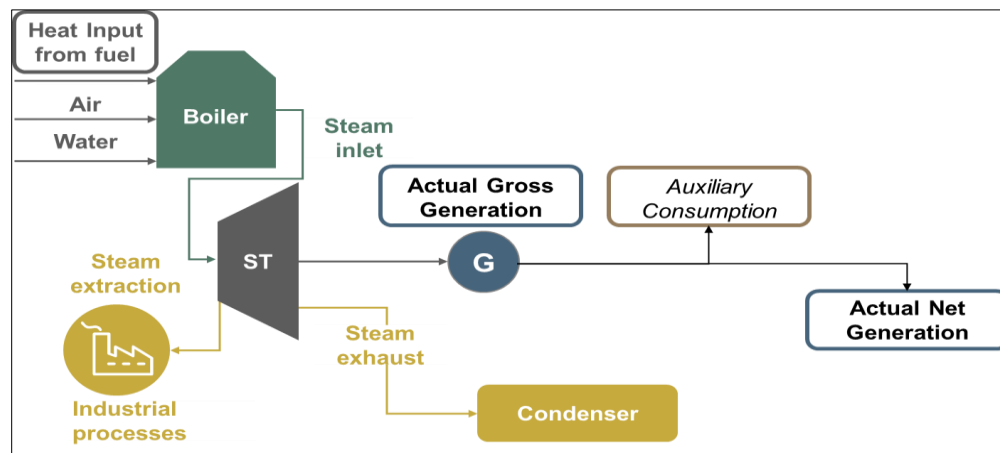 Heat Input
from fuel
Air
Water
Boiler
Steam
inlet
Actual Gross
Generation
Auxiliary
Consumption
Steam
extraction
ST
G
Actual Net
Generation
Steam
exhaust
Industrial
processes
Condenser